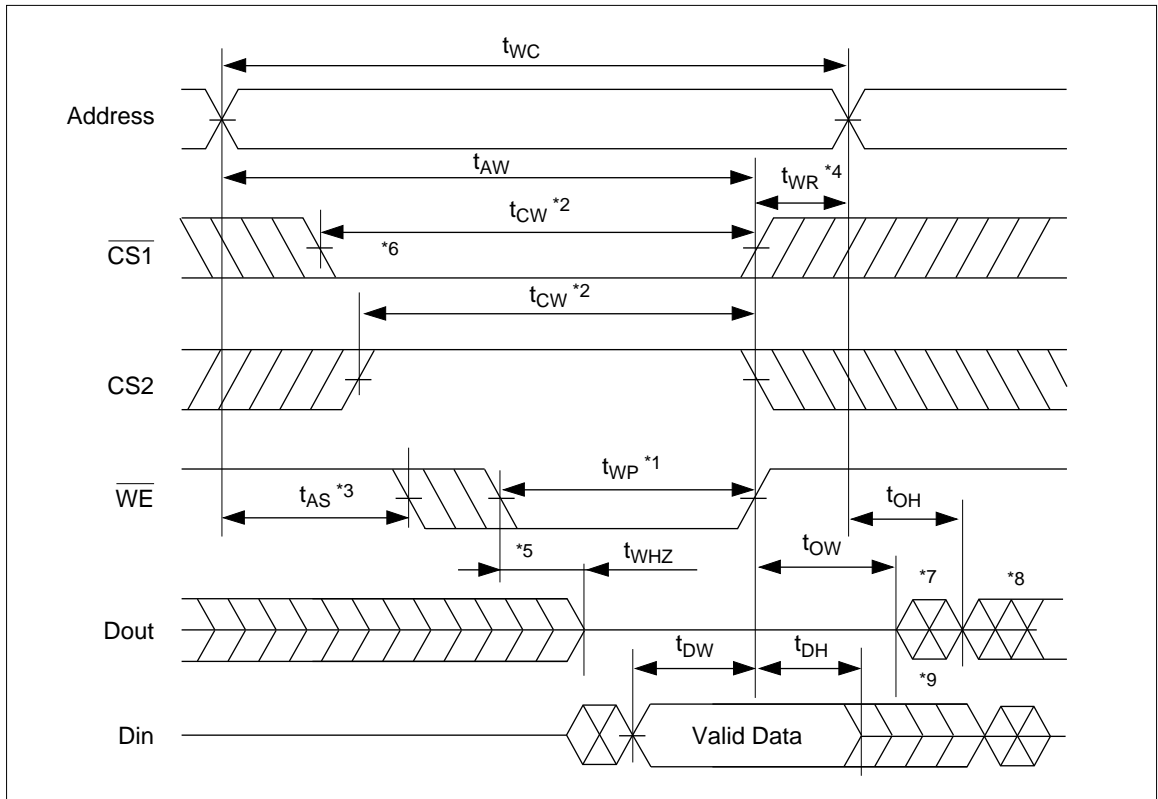 tWC
Address
tAW
tWR *4
tCW *2
CS1
*6
tCW *2
CS2
WE
tAS *3
tWP *1
tOH
*5
tWHZ
tOW
*7
*8
Dout
tDW
tDH
*9
Din
Valid Data